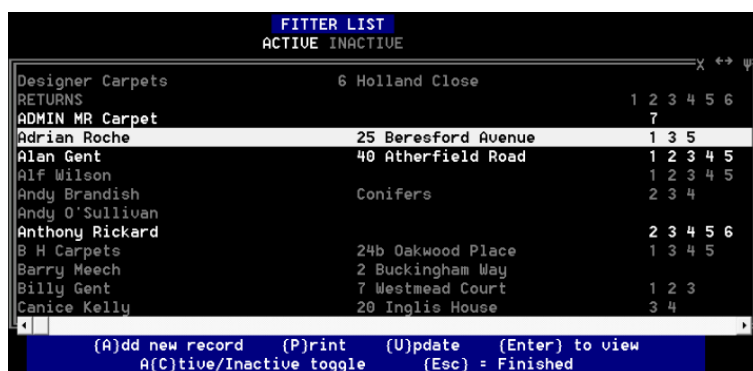 FITTER LIST
ACTIVE INACTIVE
Designer Carpets 6 Holland Close
RETURNS 1 2 3 4 5 6
ADMIN MR Carpet 7
Adrian Roche 25 Beresford Avenue 1 3 5
Alan Gent 40 Atherfield Road 1 2 3 4 5
Alf Wilson 1 2 3 4 5
Andy Brandish Conifers 2 3 4
Andy O'Sullivan
Anthony Rickard 2 3 4 5 6
B H Carpets 24b Oakwood Place 1 3 4 5
Barry Meech 2 Buckingham Way
Billy Gent 7 Westmead Court 1 2 3
Canice Kelly 20 Inglis House 3 4
(A)dd new record (P)rint (U)pdate (Enter) to view
A(C)tive/Inactive toggle (Esc) = Finished